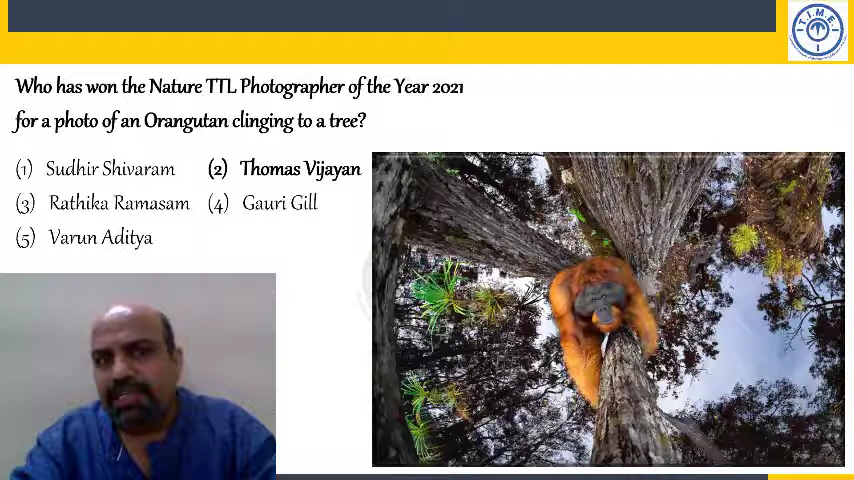 T.I.M.E.
Who has won the Nature TTL Photographer of the Year 2021
for a photo of an Orangutan clinging to a tree?
(1) Sudhir Shivaram (2) Thomas Vijayan
(3) Rathika Ramasam (4) Gauri Gill
(5) Varun Aditya